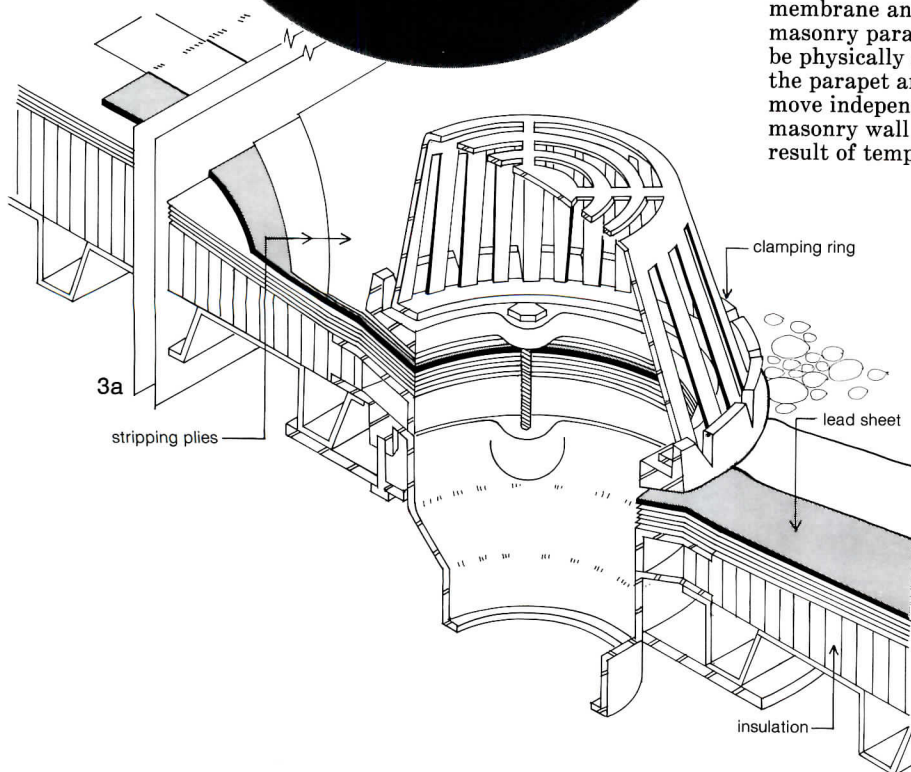 membrane an
masonry para
be physically
the parapet ar
move indepen
masonry wall
result of temp
clamping ring
3a
lead sheet
stripping plies
insulation